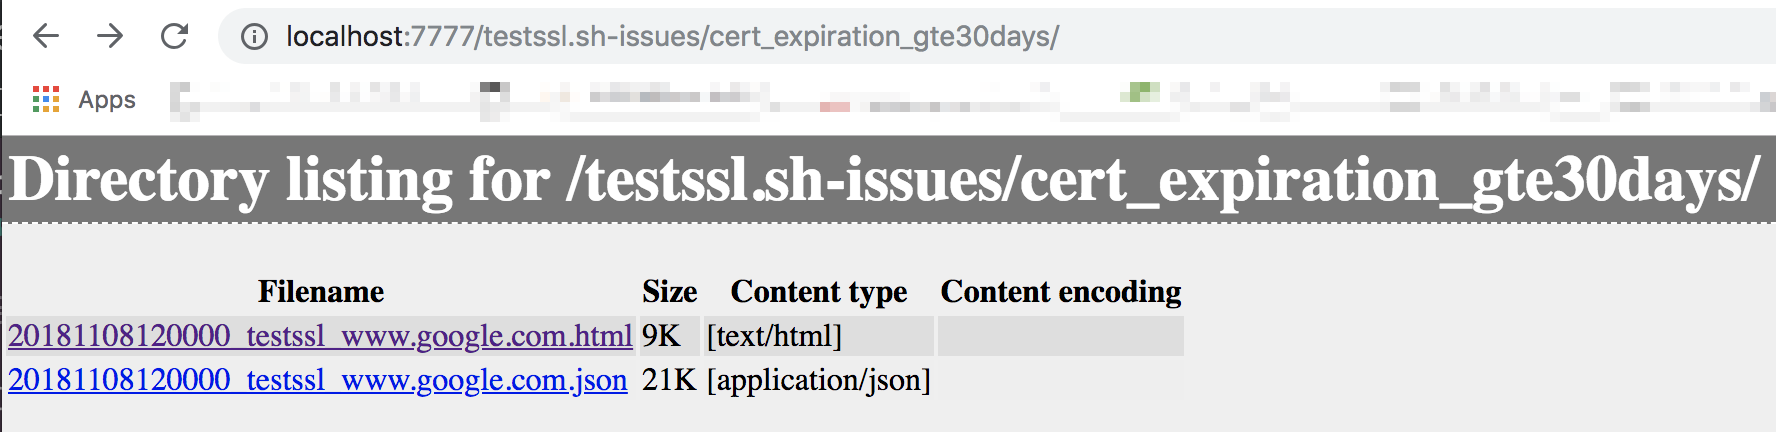 localhost:7777/testssl.sh-issues/cert_expiration_gte30days/
Apps
Directory listing for /testssl.sh-issues/cert_expiration_gte30days/
Filename Size Content type Content encoding
20181108120000_testssl_www.google.com.html 9K [text/html]
20181108120000_testssl_www.google.com.json 21K [application/json]